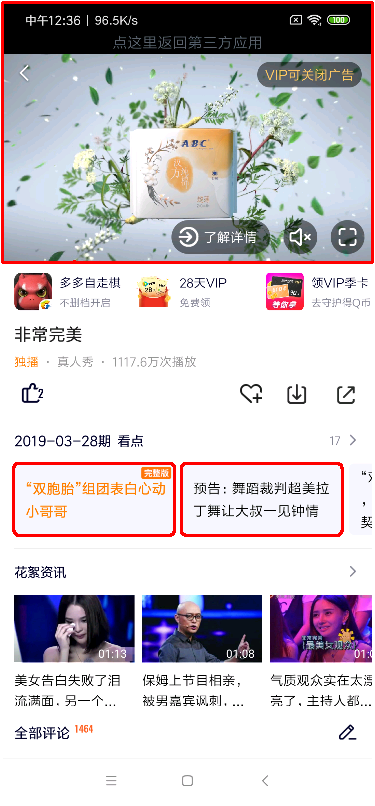 中午12:36 | 96.5K/s
100
点这里返回第三方应用
VIP可关闭广告
ABC
了解详情
多多自走棋
不删档开启
28天VIP
免费领
领VIP季卡
去守护得Q币
非常完美
独播 · 真人秀 · 1117.6万次播放
2
2019-03-28期 看点
17
完整版
“双胞胎”组团表白心动
小哥哥
预告：舞蹈裁判超美拉
丁舞让大叔一见钟情
“双
，
契
花絮资讯
01:13
01:08
最美女观众
美女告白失败了泪
流满面，另一个...
保姆上节目相亲，
被男嘉宾讽刺，...
气质观众实在太漂
亮了，主持人都...
全部评论 1464